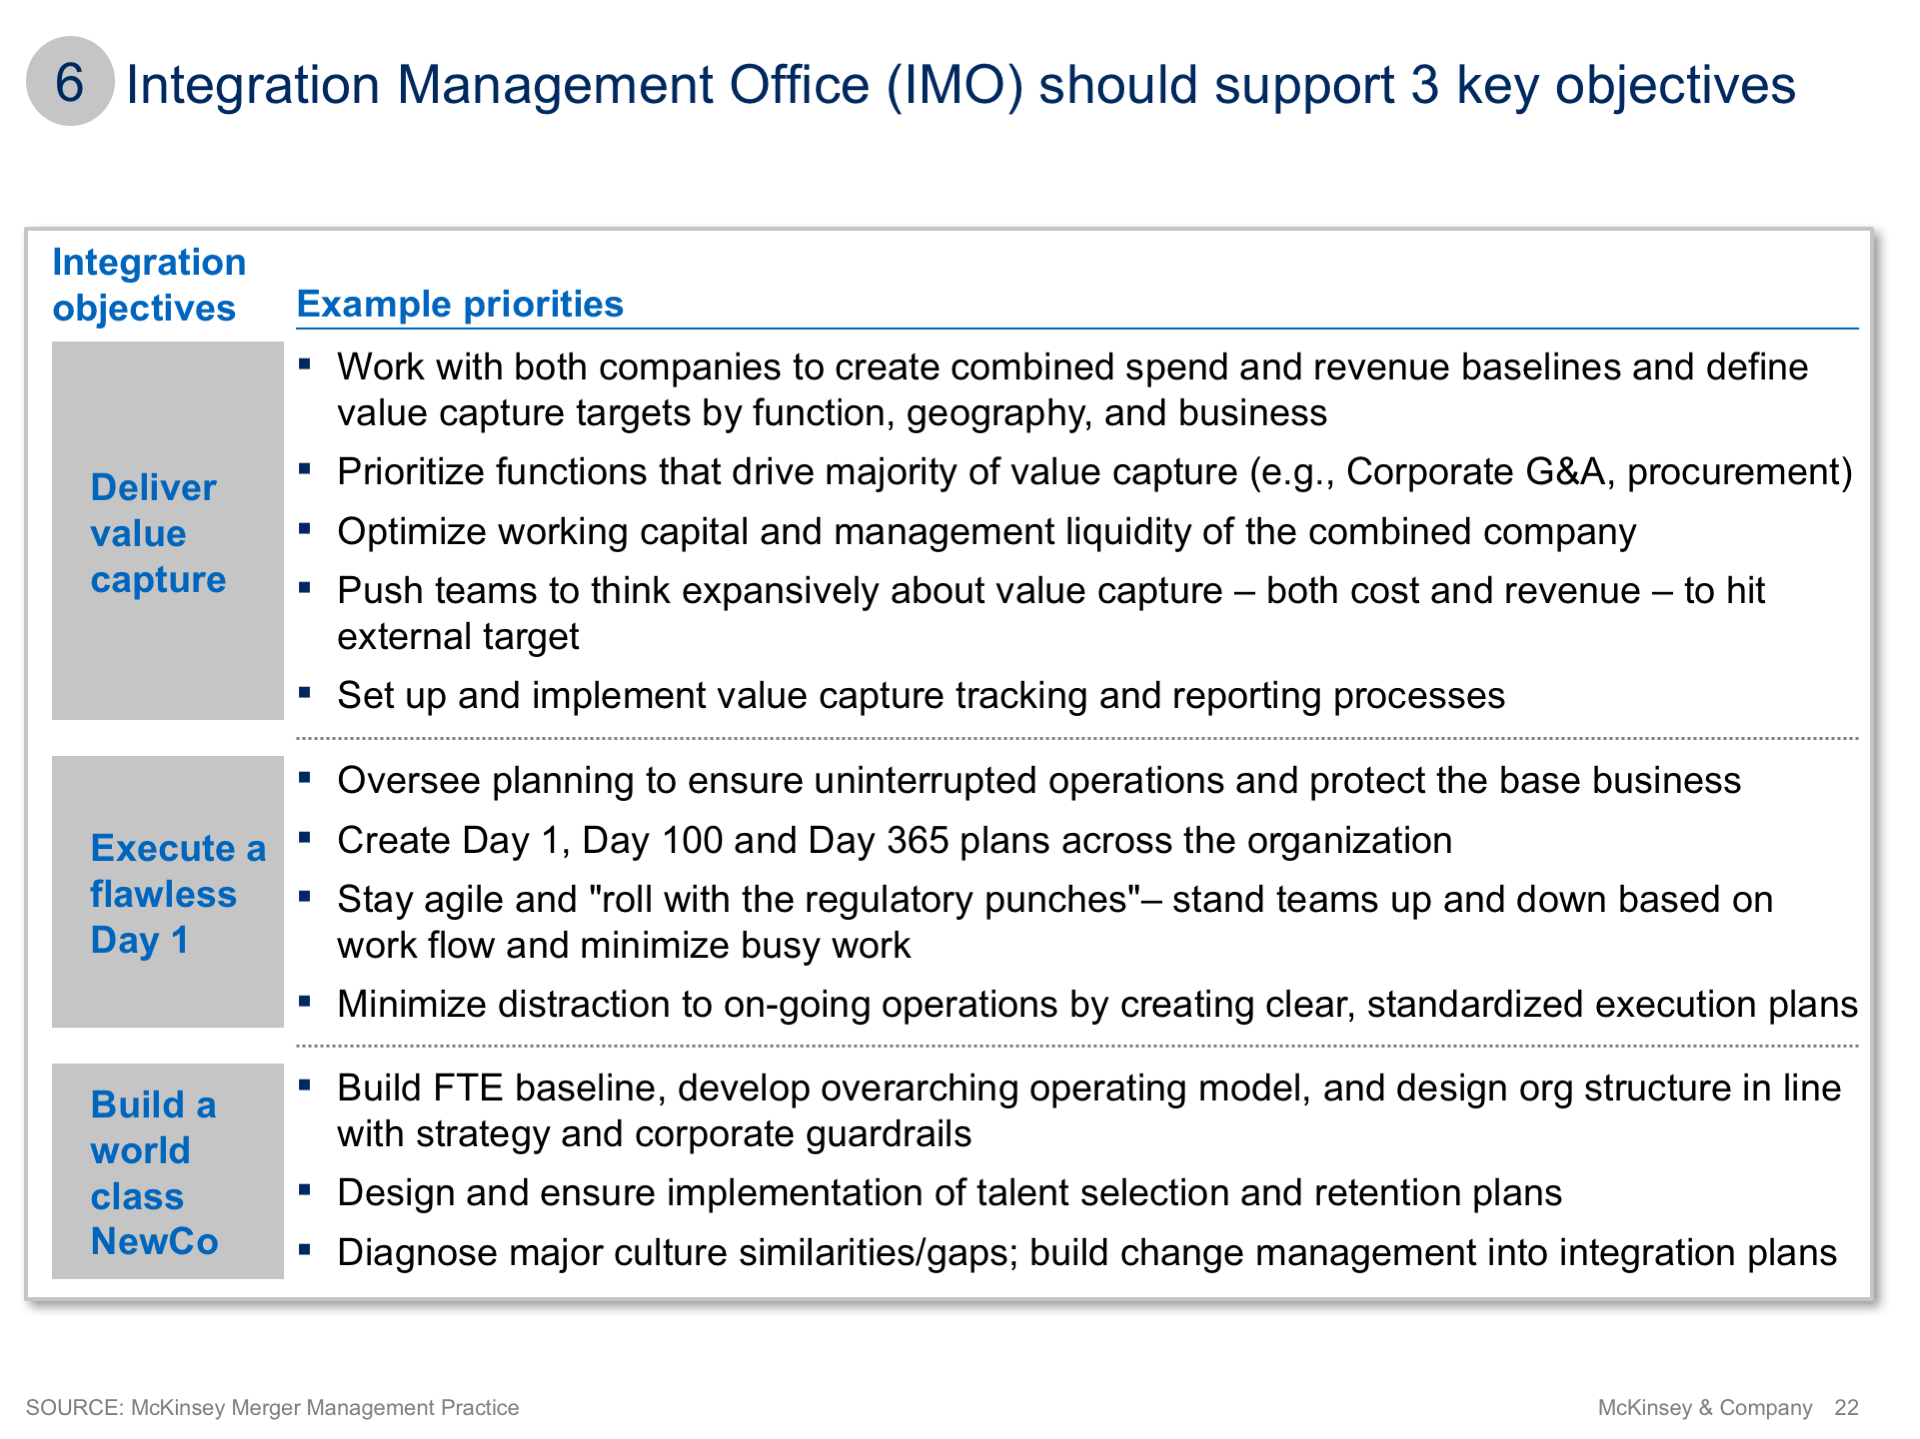 6
Integration Management Office (IMO) should support 3 key objectives
Integration
objectives
Example priorities
Deliver
value
capture
▪ Work with both companies to create combined spend and revenue baselines and define
value capture targets by function, geography, and business
▪ Prioritize functions that drive majority of value capture (e.g., Corporate G&A, procurement)
▪ Optimize working capital and management liquidity of the combined company
▪ Push teams to think expansively about value capture – both cost and revenue – to hit
external target
▪ Set up and implement value capture tracking and reporting processes
Execute a
flawless
Day 1
▪ Oversee planning to ensure uninterrupted operations and protect the base business
▪ Create Day 1, Day 100 and Day 365 plans across the organization
▪ Stay agile and "roll with the regulatory punches"– stand teams up and down based on
work flow and minimize busy work
▪ Minimize distraction to on-going operations by creating clear, standardized execution plans
Build a
world
class
NewCo
▪ Build FTE baseline, develop overarching operating model, and design org structure in line
with strategy and corporate guardrails
▪ Design and ensure implementation of talent selection and retention plans
▪ Diagnose major culture similarities/gaps; build change management into integration plans
SOURCE: McKinsey Merger Management Practice
McKinsey & Company 22